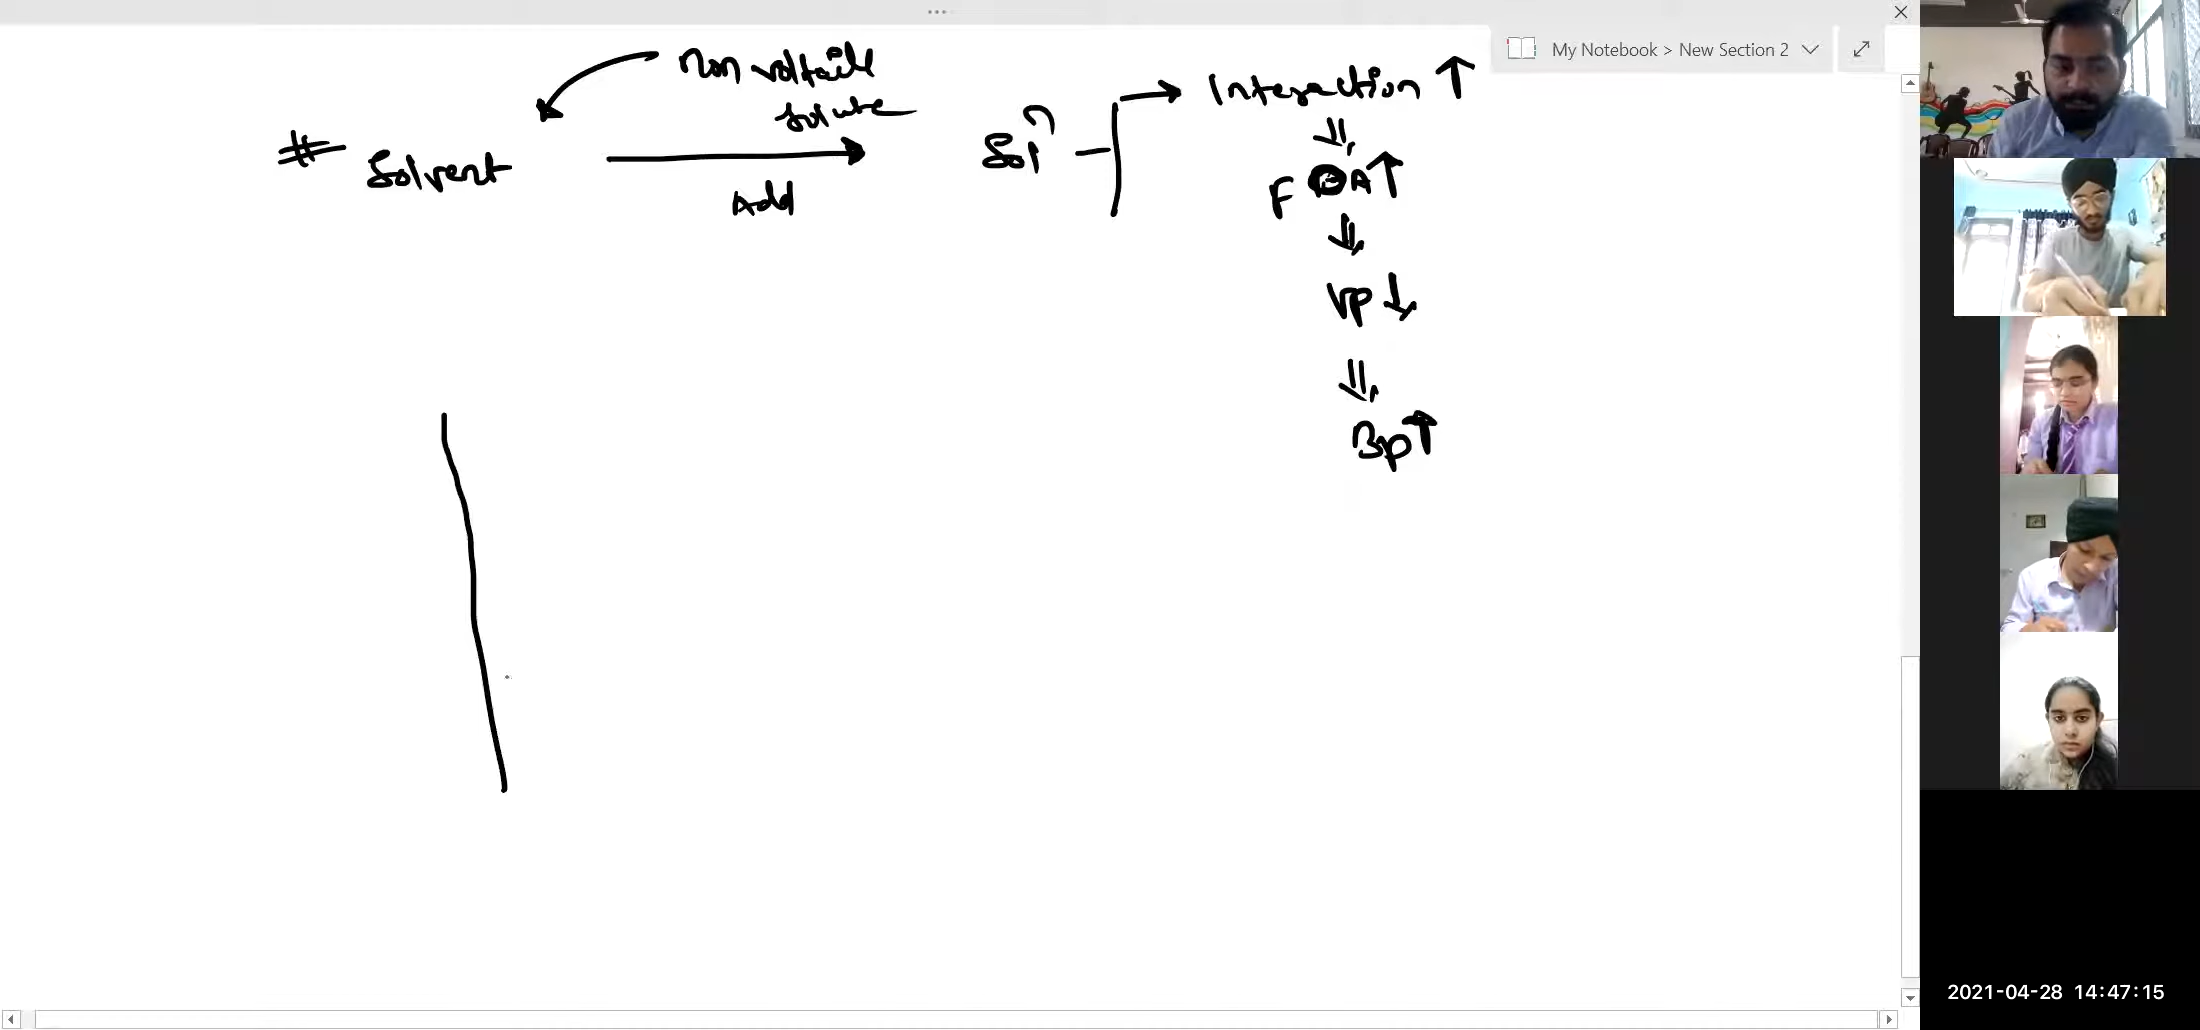 My Notebook > New Section 2
Non voltaile
solute
# Solvent
Add
Solⁿ
Interaction ↑
⇓
F A ↑
⇓
Vp ↓
⇓
Bp ↑
2021-04-28 14:47:15